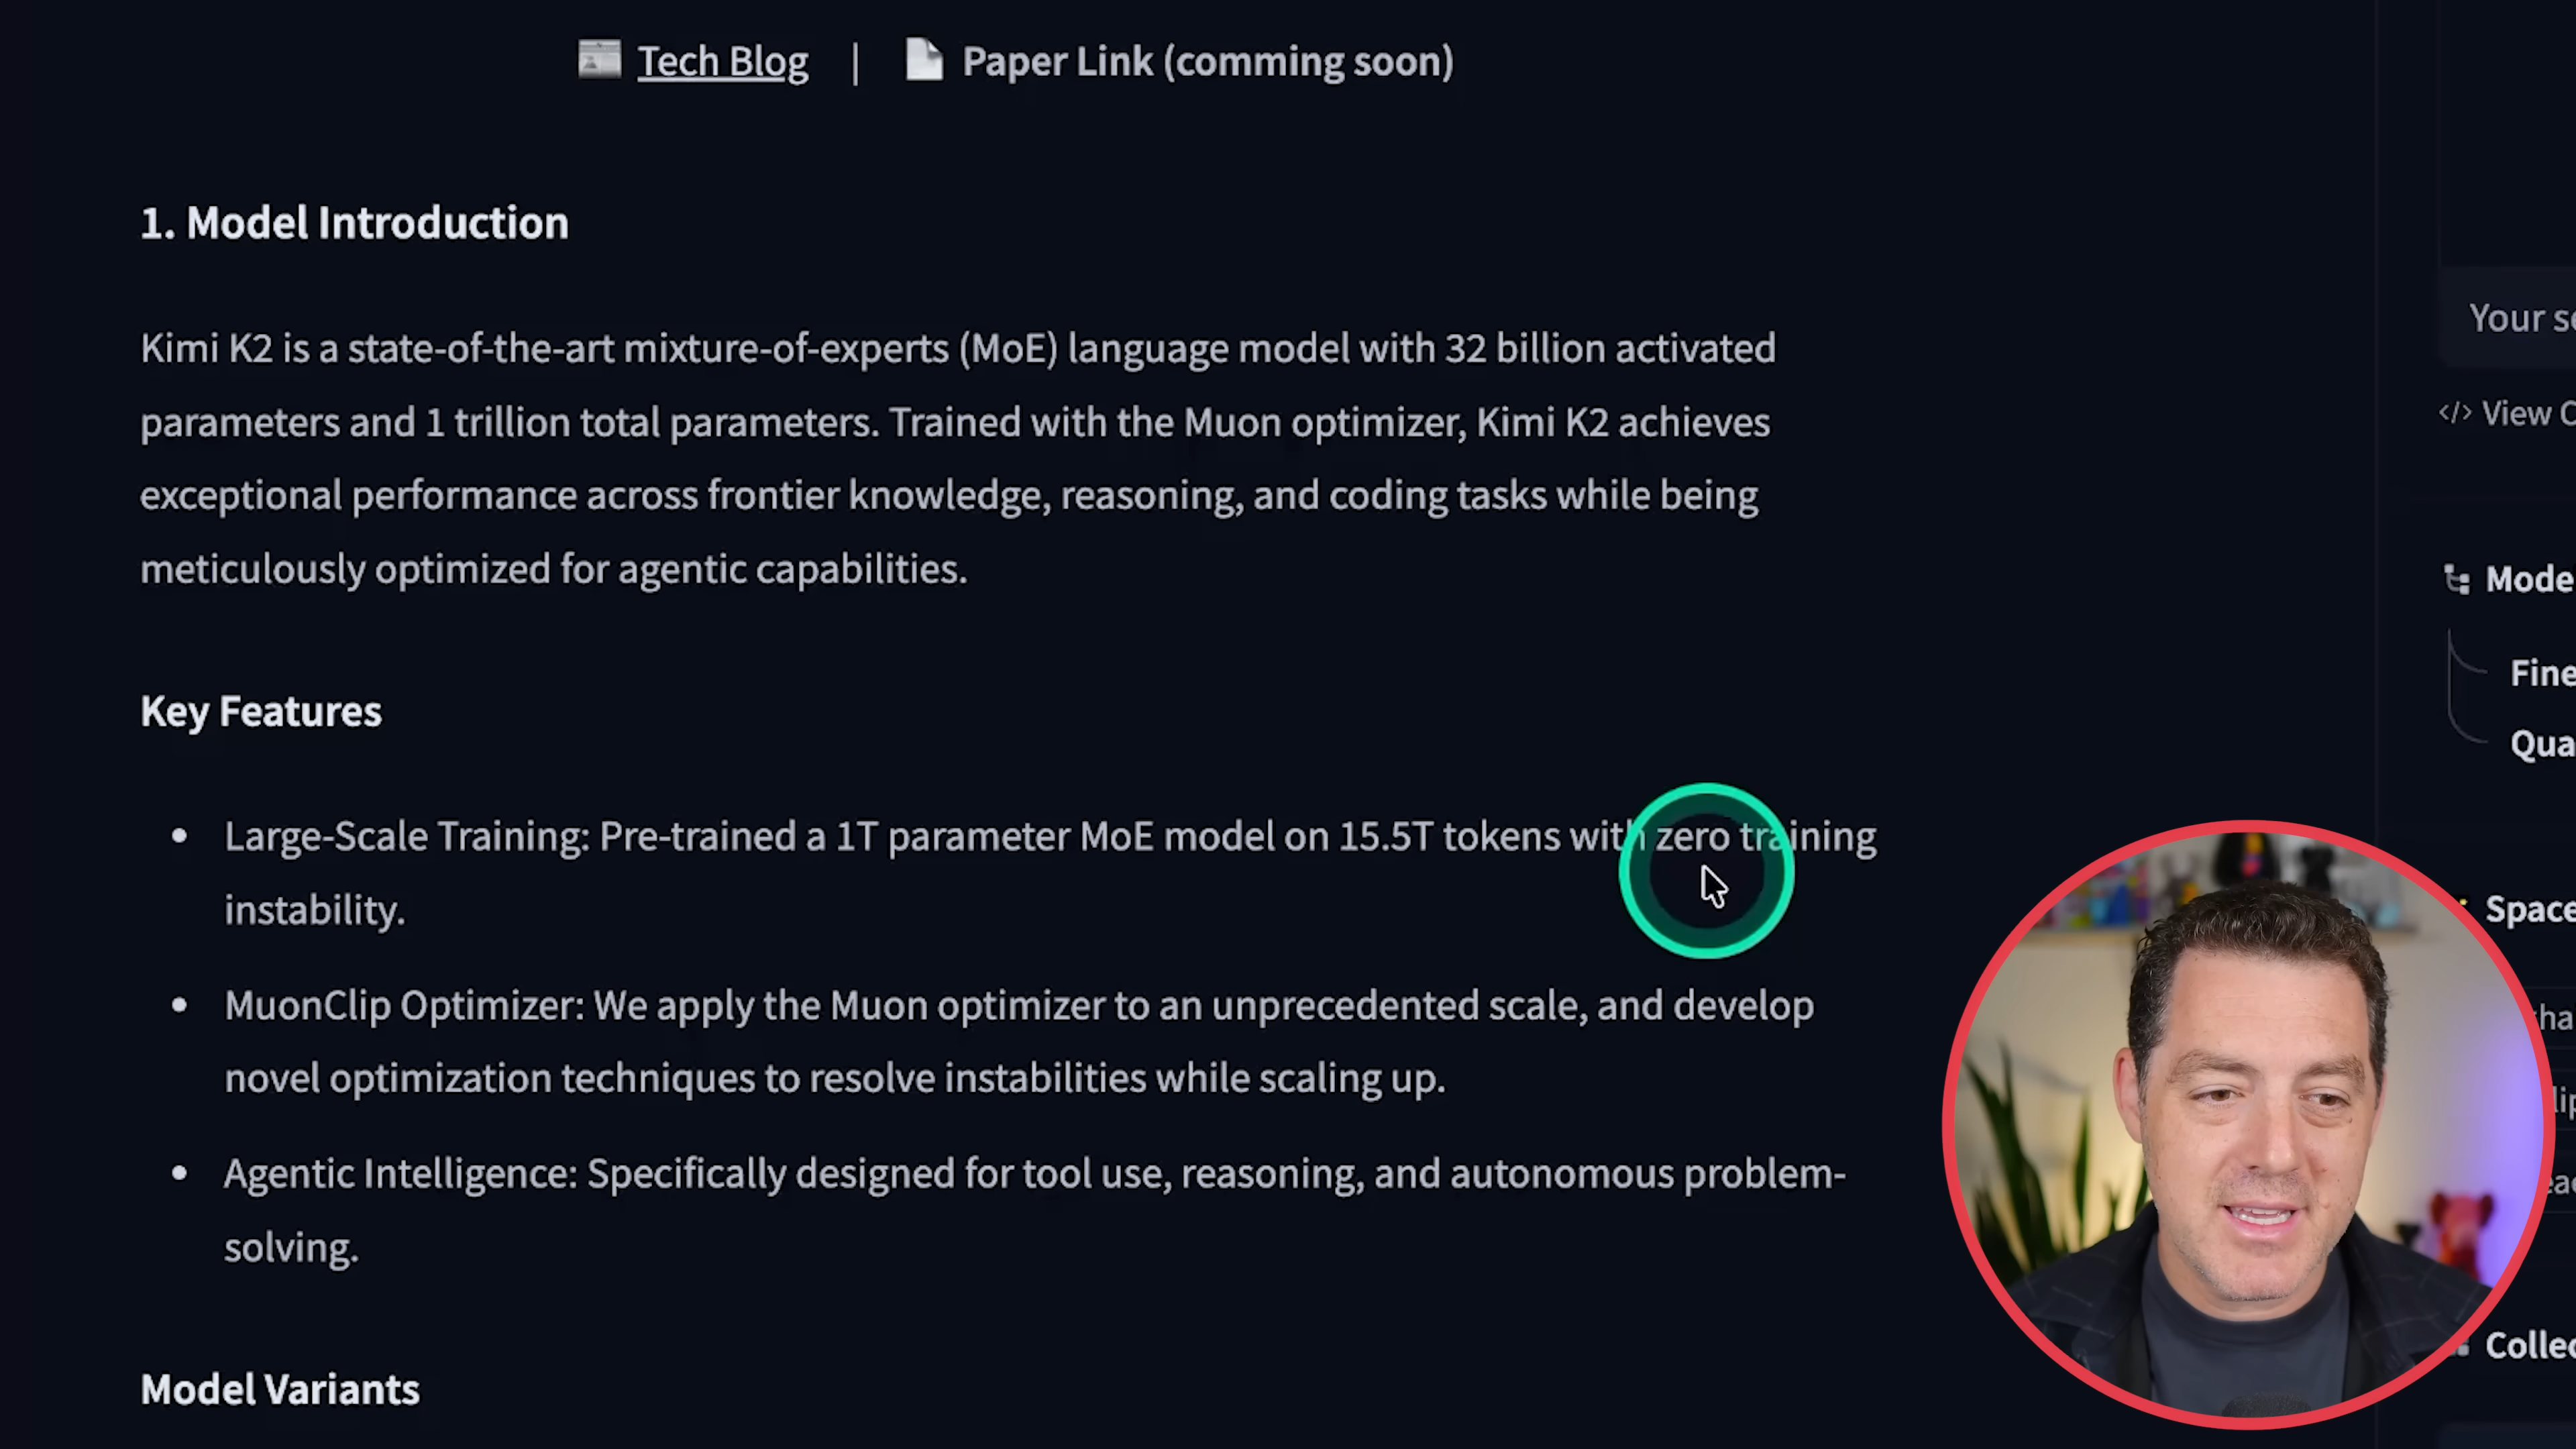 Tech Blog | Paper Link (comming soon)
1. Model Introduction
Kimi K2 is a state-of-the-art mixture-of-experts (MoE) language model with 32 billion activated
parameters and 1 trillion total parameters. Trained with the Muon optimizer, Kimi K2 achieves
exceptional performance across frontier knowledge, reasoning, and coding tasks while being
meticulously optimized for agentic capabilities.
Key Features
• Large-Scale Training: Pre-trained a 1T parameter MoE model on 15.5T tokens with zero training
instability.
• MuonClip Optimizer: We apply the Muon optimizer to an unprecedented scale, and develop
novel optimization techniques to resolve instabilities while scaling up.
• Agentic Intelligence: Specifically designed for tool use, reasoning, and autonomous problem-
solving.
Model Variants
Your
</> View
Space